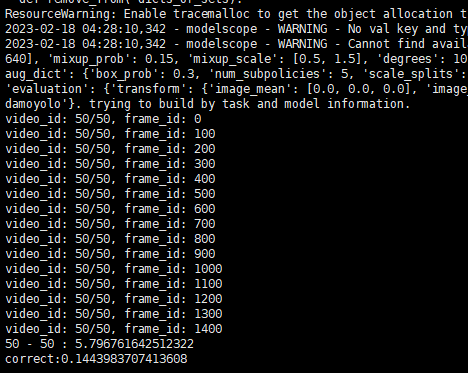 def remove_from( dicts_or_sets):
ResourceWarning: Enable tracemalloc to get the object allocation t
2023-02-18 04:28:10,342 - modelscope - WARNING - No val key and ty
2023-02-18 04:28:10,342 - modelscope - WARNING - Cannot find avail
640], 'mixup_prob': 0.15, 'mixup_scale': [0.5, 1.5], 'degrees': 10
aug_dict': {'box_prob': 0.3, 'num_subpolicies': 5, 'scale_splits':
'evaluation': {'transform': {'image_mean': [0.0, 0.0, 0.0], 'image_
damoyolo'}. trying to build by task and model information.
video_id: 50/50, frame_id: 0
video_id: 50/50, frame_id: 100
video_id: 50/50, frame_id: 200
video_id: 50/50, frame_id: 300
video_id: 50/50, frame_id: 400
video_id: 50/50, frame_id: 500
video_id: 50/50, frame_id: 600
video_id: 50/50, frame_id: 700
video_id: 50/50, frame_id: 800
video_id: 50/50, frame_id: 900
video_id: 50/50, frame_id: 1000
video_id: 50/50, frame_id: 1100
video_id: 50/50, frame_id: 1200
video_id: 50/50, frame_id: 1300
video_id: 50/50, frame_id: 1400
50 - 50 : 5.796761642512322
correct:0.1443983707413608